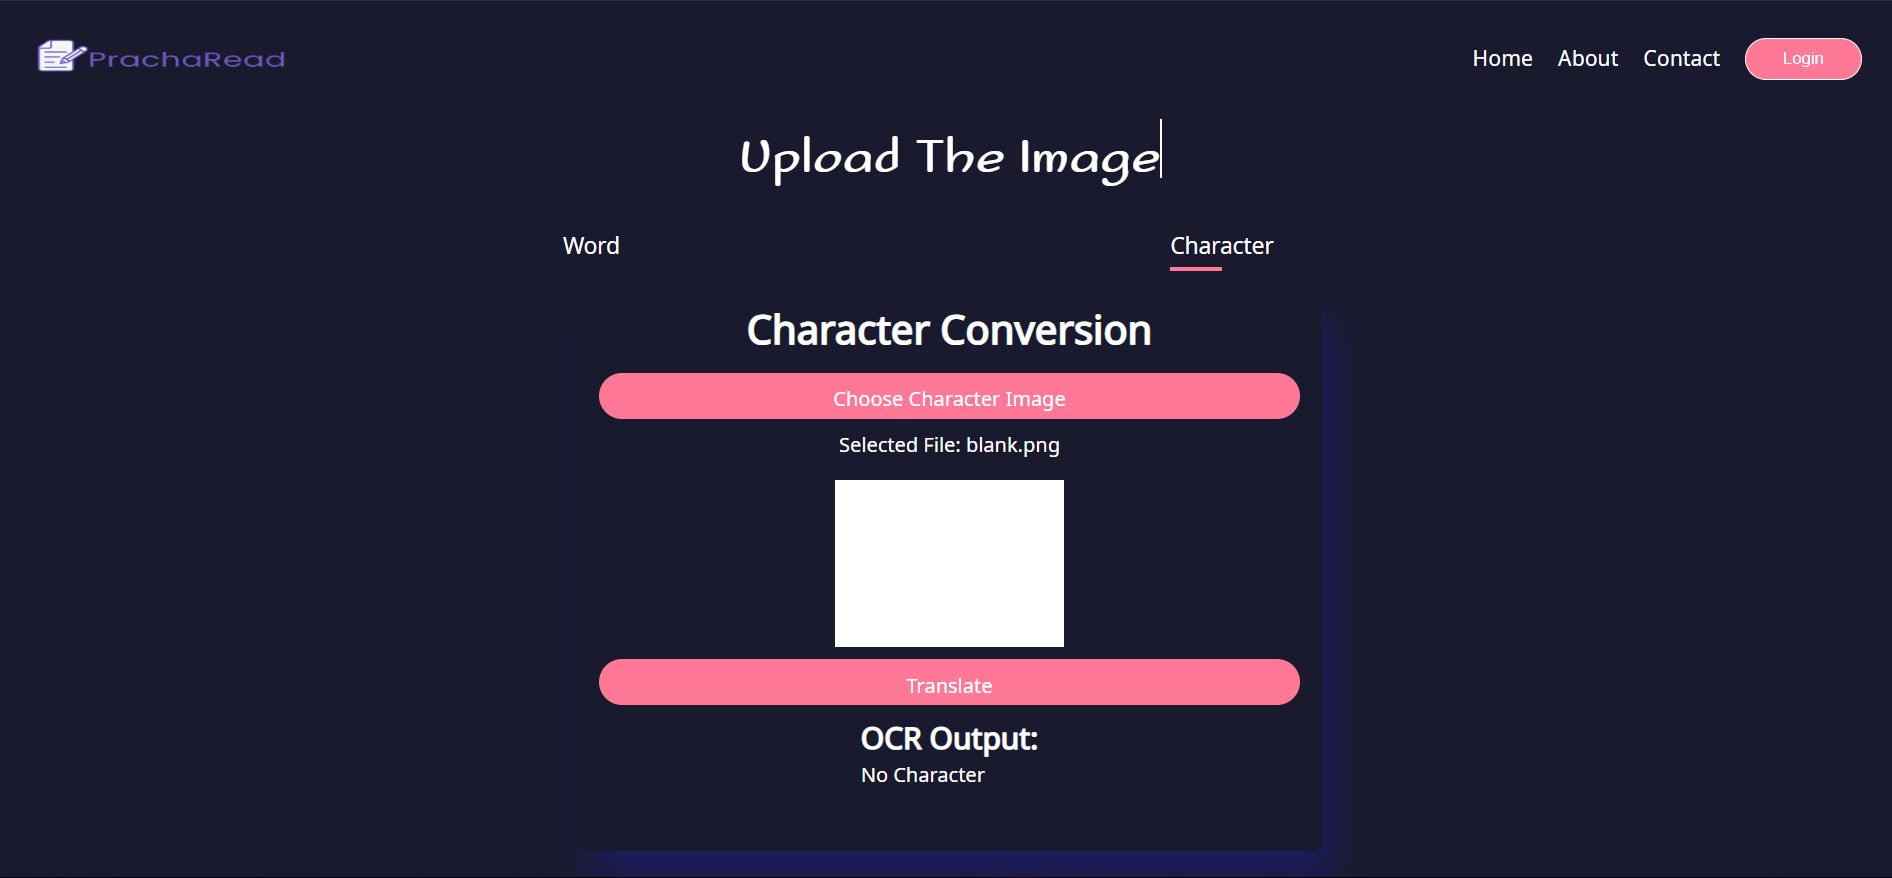 PrachaRead
Home About Contact Login
Upload The Image
Word Character
Character Conversion
Choose Character Image
Selected File: blank.png
Translate
OCR Output:
No Character